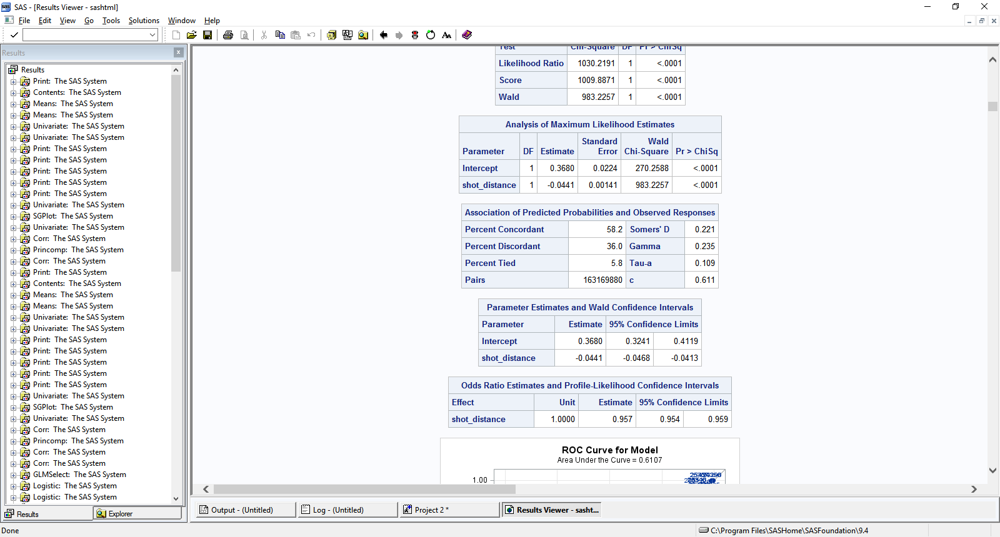 SAS - [Results Viewer - sashtml]
File Edit View Go Tools Solutions Window Help
Results
Results
Print: The SAS System
Contents: The SAS System
Means: The SAS System
Means: The SAS System
Univariate: The SAS System
Univariate: The SAS System
Print: The SAS System
Print: The SAS System
Print: The SAS System
Print: The SAS System
Print: The SAS System
Univariate: The SAS System
SGPlot: The SAS System
Univariate: The SAS System
Corr: The SAS System
Princomp: The SAS System
Corr: The SAS System
Print: The SAS System
Contents: The SAS System
Means: The SAS System
Means: The SAS System
Univariate: The SAS System
Univariate: The SAS System
Print: The SAS System
Print: The SAS System
Print: The SAS System
Print: The SAS System
Print: The SAS System
Univariate: The SAS System
SGPlot: The SAS System
Univariate: The SAS System
Corr: The SAS System
Princomp: The SAS System
Corr: The SAS System
Corr: The SAS System
GLMSelect: The SAS System
Logistic: The SAS System
Logistic: The SAS System
Results Explorer
Test Chi-Square DF Pr > ChiSq
Likelihood Ratio 1030.2191 1 <.0001
Score 1009.8871 1 <.0001
Wald 983.2257 1 <.0001
Analysis of Maximum Likelihood Estimates
Parameter DF Estimate Standard Error Wald Chi-Square Pr > ChiSq
Intercept 1 0.3680 0.0224 270.2588 <.0001
shot_distance 1 -0.0441 0.00141 983.2257 <.0001
Association of Predicted Probabilities and Observed Responses
Percent Concordant 58.2 Somers' D 0.221
Percent Discordant 36.0 Gamma 0.235
Percent Tied 5.8 Tau-a 0.109
Pairs 163169880 c 0.611
Parameter Estimates and Wald Confidence Intervals
Parameter Estimate 95% Confidence Limits
Intercept 0.3680 0.3241 0.4119
shot_distance -0.0441 -0.0468 -0.0413
Odds Ratio Estimates and Profile-Likelihood Confidence Intervals
Effect Unit Estimate 95% Confidence Limits
shot_distance 1.0000 0.957 0.954 0.959
ROC Curve for Model
Area Under the Curve = 0.6107
1.00
Output - (Untitled) Log - (Untitled) Project 2 * Results Viewer - sasht...
Done C:\Program Files\SASHome\SASFoundation\9.4